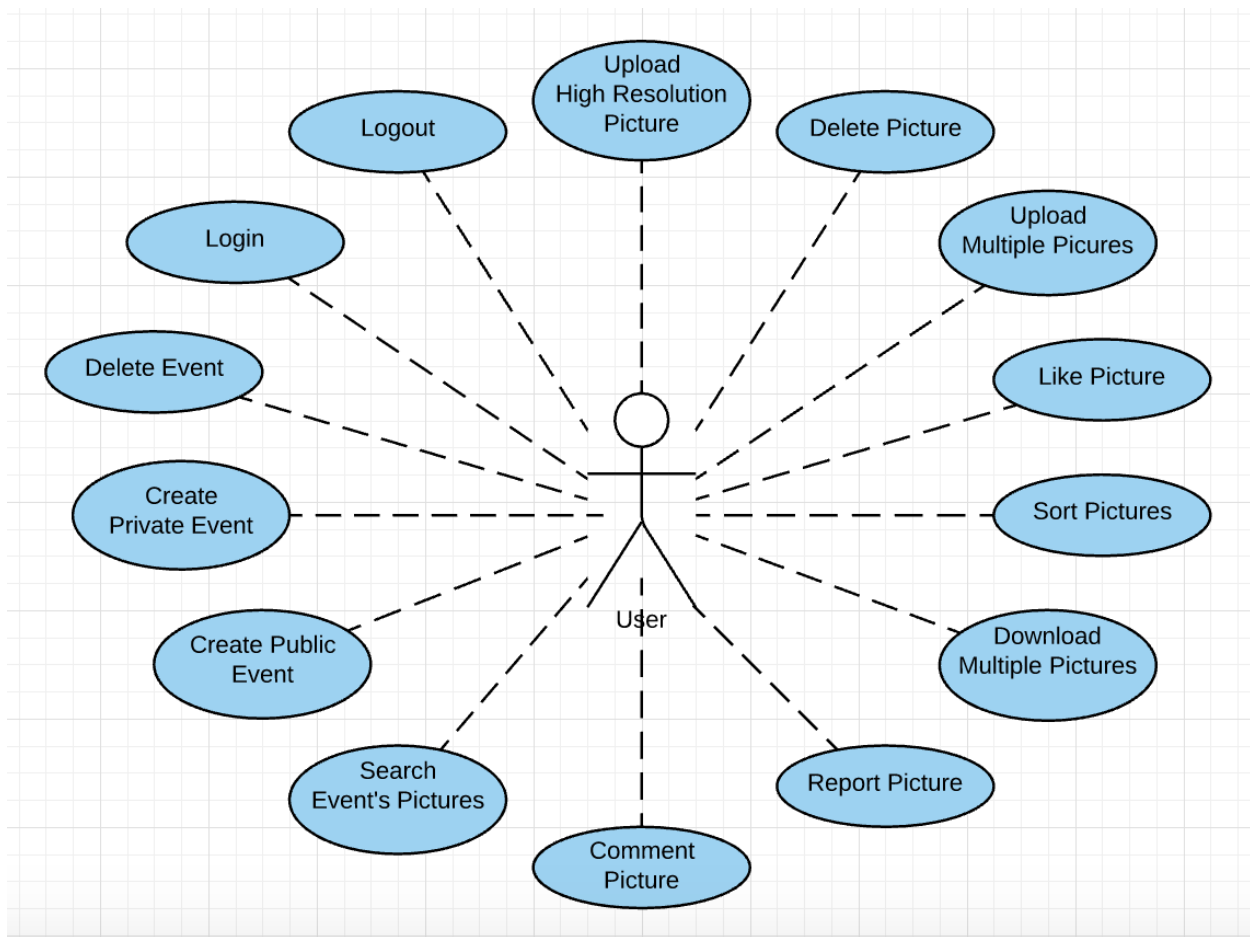 Upload
High Resolution
Picture
Logout
Delete Picture
Upload
Multiple Picures
Login
Delete Event
Like Picture
Create
Private Event
Sort Pictures
User
Create Public
Event
Download
Multiple Pictures
Search
Event's Pictures
Report Picture
Comment
Picture